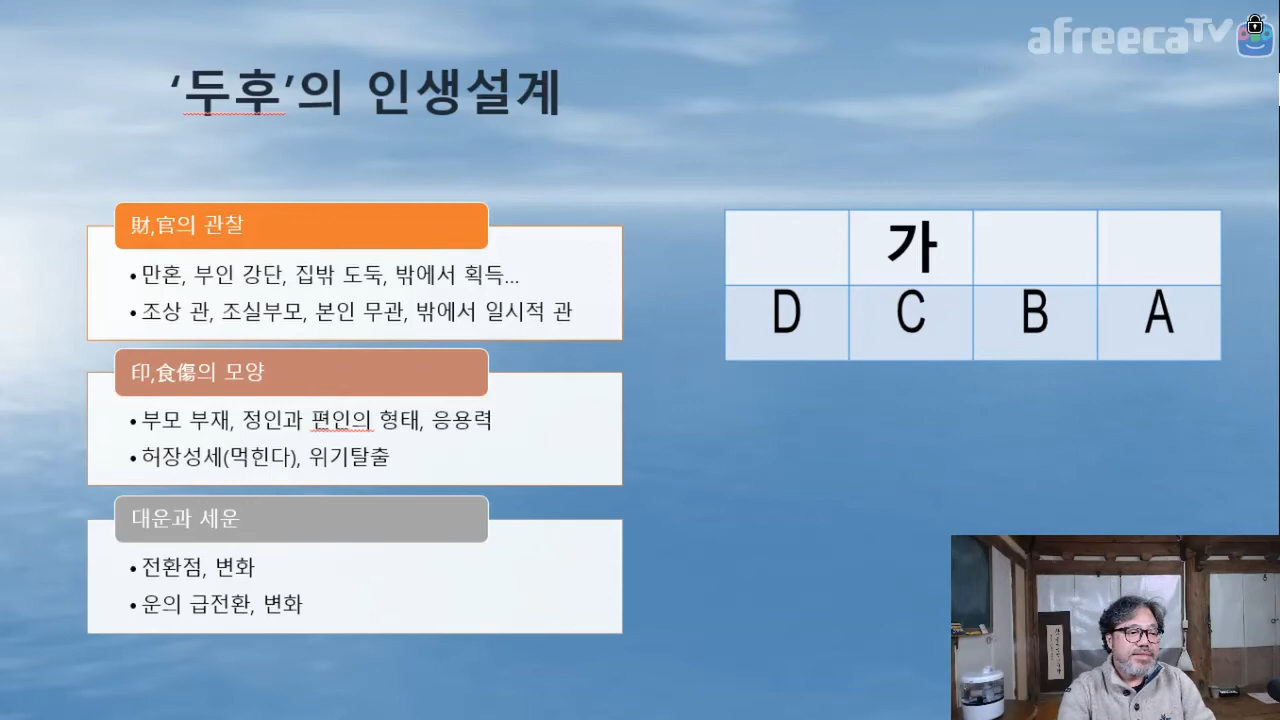 afreecaTV
'두후'의 인생설계
財,官의 관찰
• 만혼, 부인 강단, 집밖 도둑, 밖에서 획득...
• 조상 관, 조실부모, 본인 무관, 밖에서 일시적 관
印,食傷의 모양
• 부모 부재, 정인과 편인의 형태, 응용력
• 허장성세(먹힌다), 위기탈출
대운과 세운
• 전환점, 변화
• 운의 급전환, 변화
가
D C B A